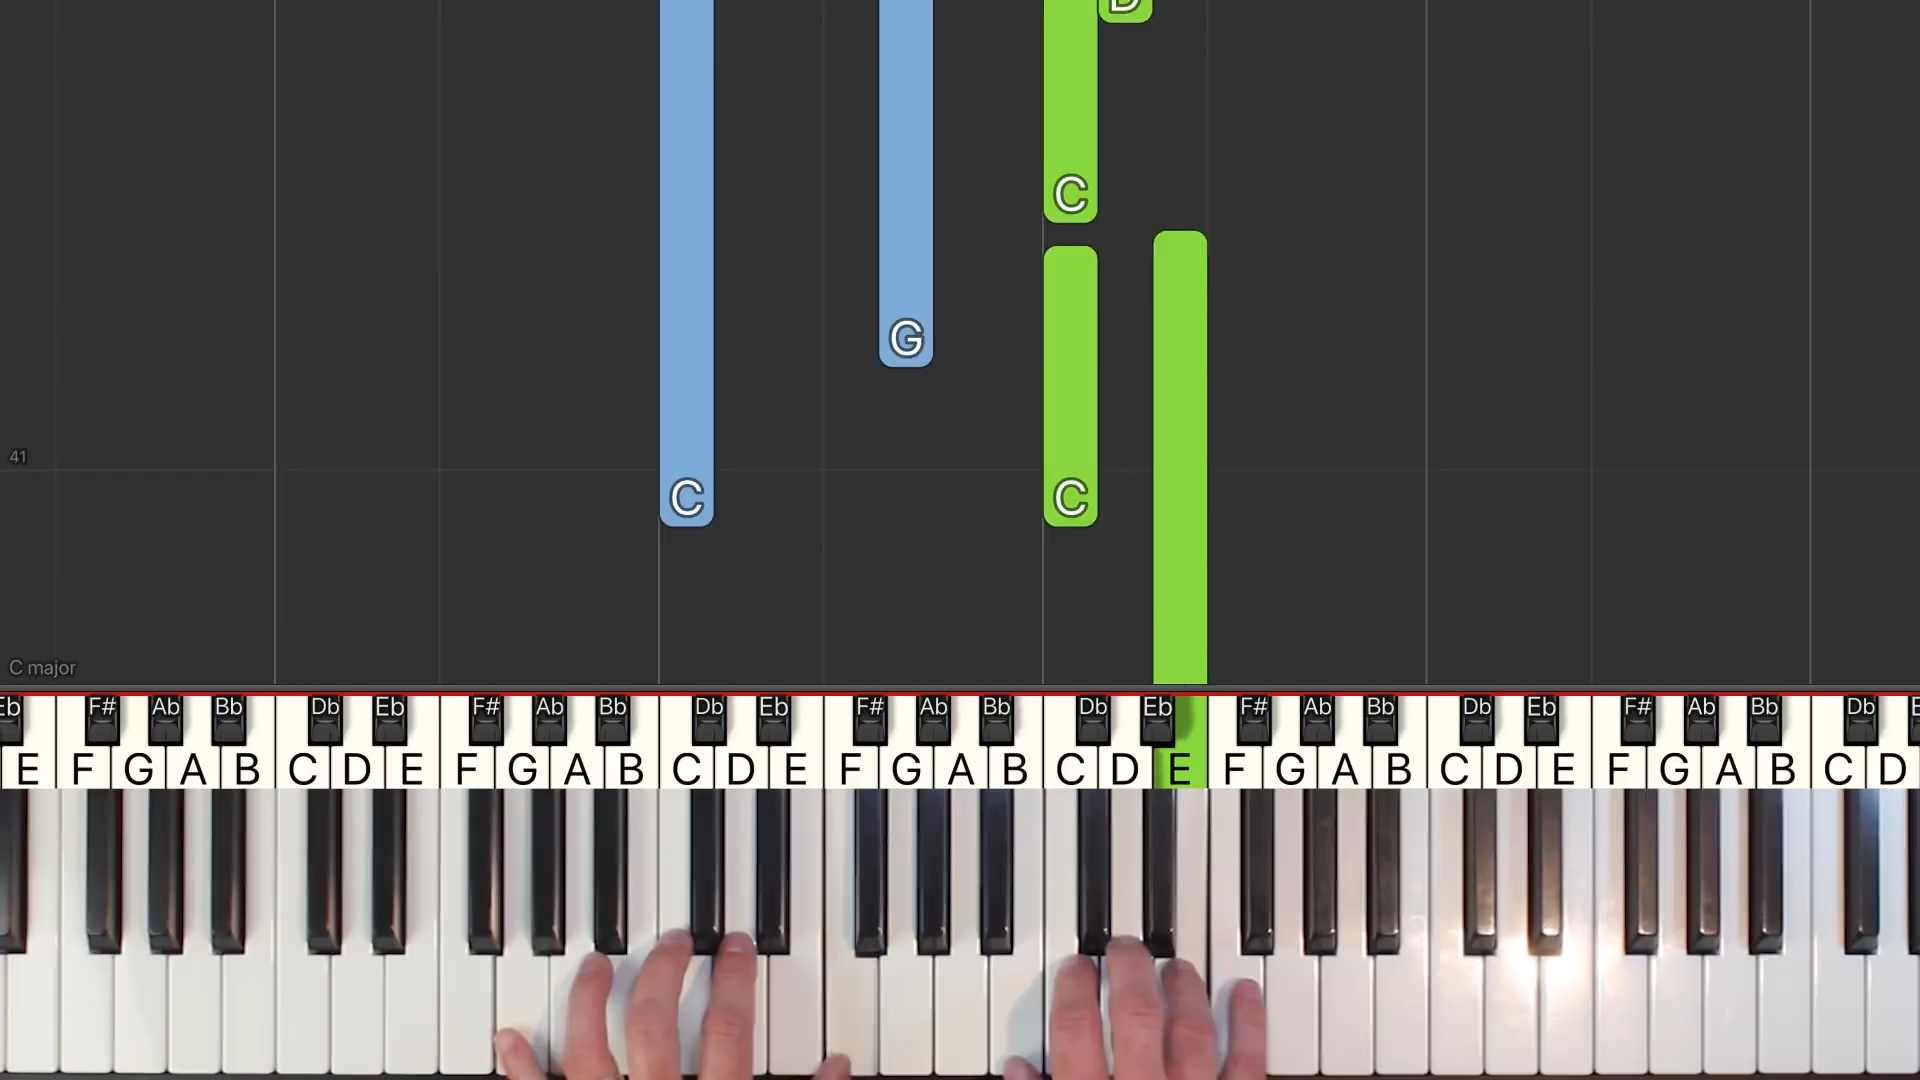 D
C
G
41
C
C
C major
Eb F# Ab Bb Db Eb F# Ab Bb Db Eb F# Ab Bb Db Eb F# Ab Bb Db Eb F# Ab Bb Db
E F G A B C D E F G A B C D E F G A B C D E F G A B C D E F G A B C D